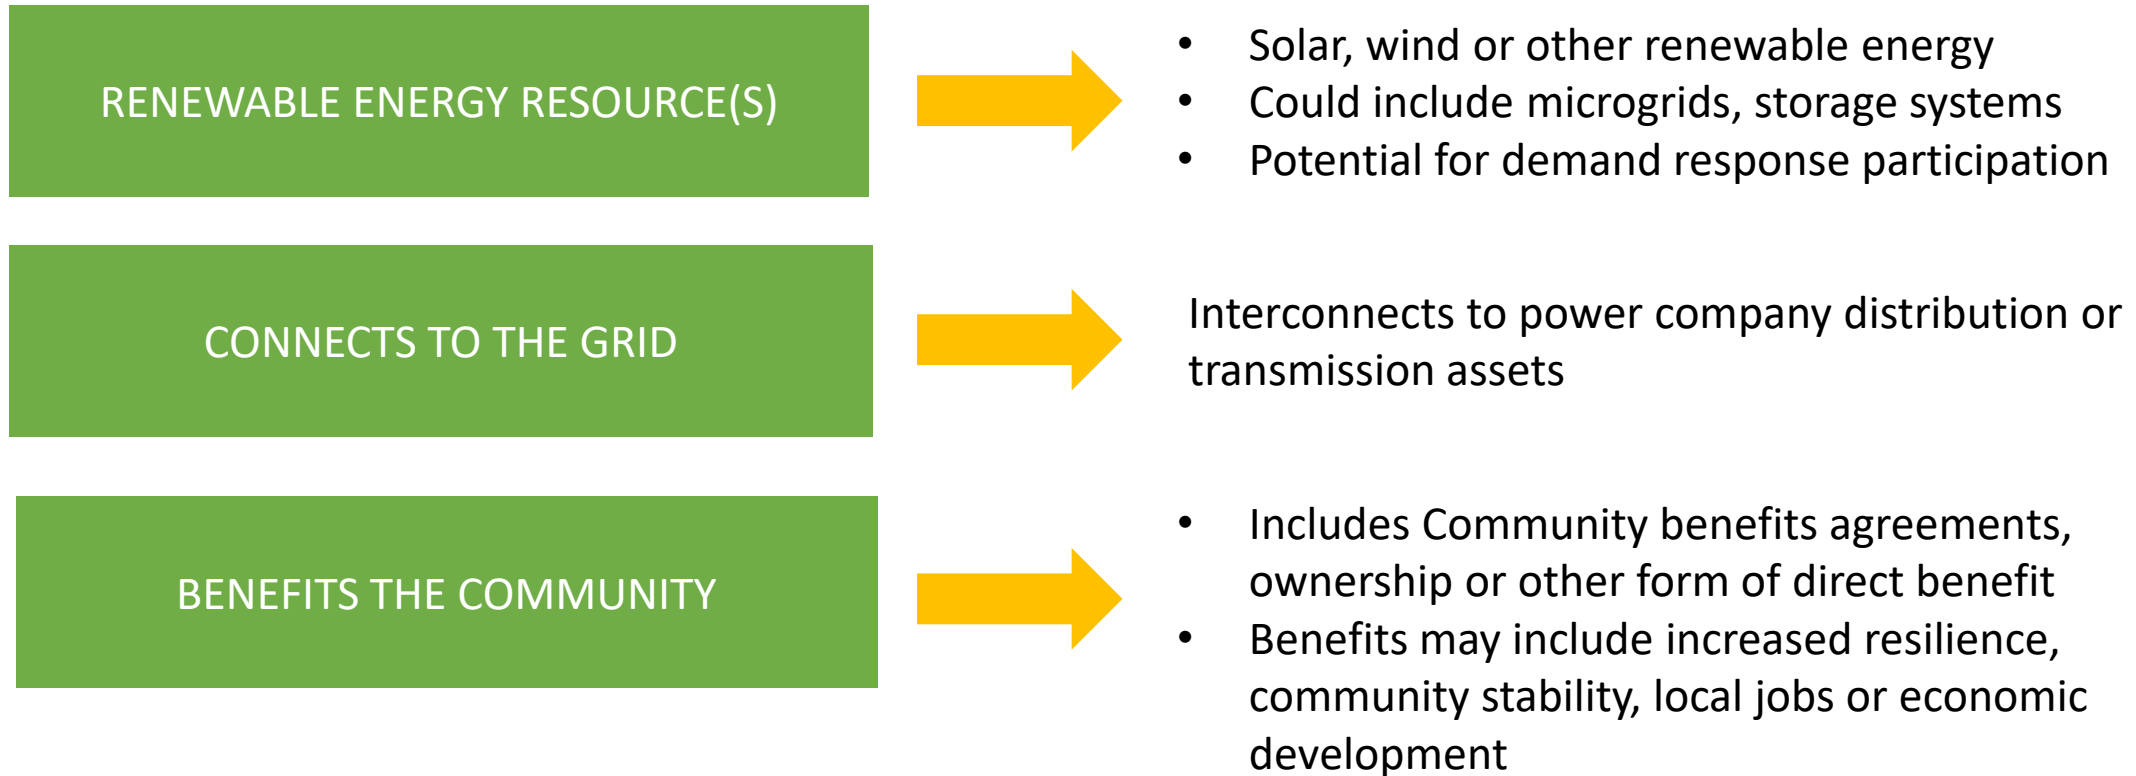 RENEWABLE ENERGY RESOURCE(S)
• Solar, wind or other renewable energy
• Could include microgrids, storage systems
• Potential for demand response participation
CONNECTS TO THE GRID
Interconnects to power company distribution or
transmission assets
BENEFITS THE COMMUNITY
• Includes Community benefits agreements,
ownership or other form of direct benefit
• Benefits may include increased resilience,
community stability, local jobs or economic
development